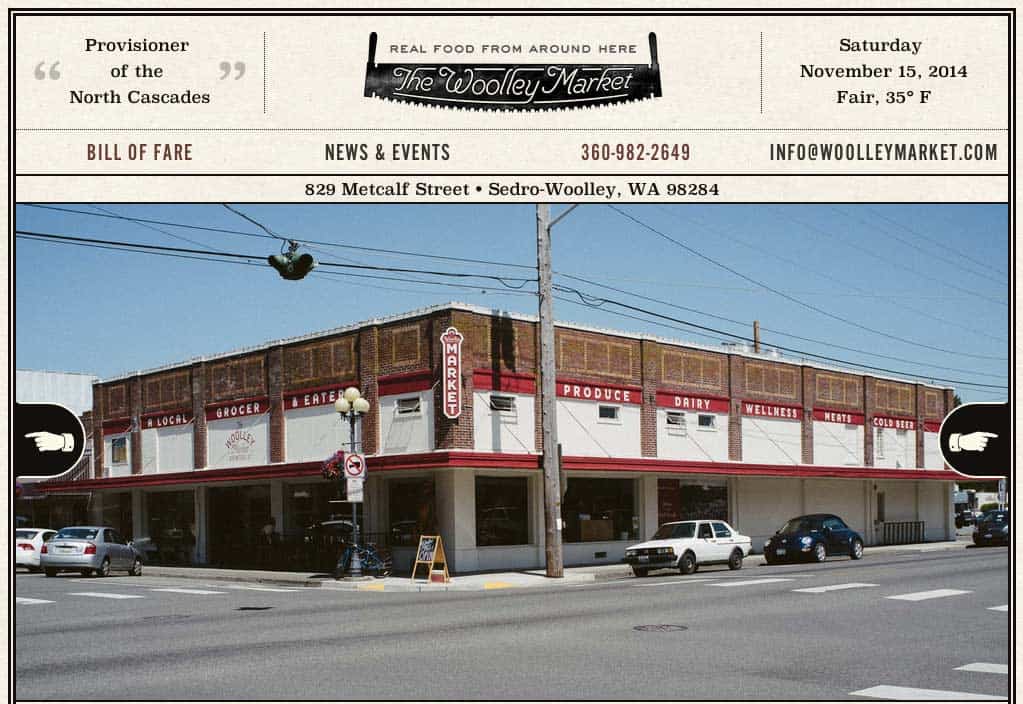 Provisioner
of the
North Cascades
REAL FOOD FROM AROUND HERE
The Woolley Market
Saturday
November 15, 2014
Fair, 35° F
BILL OF FARE
NEWS & EVENTS
360-982-2649
INFO@WOOLLEYMARKET.COM
829 Metcalf Street • Sedro-Woolley, WA 98284
MARKET
A LOCAL
GROCER
& EATERY
PRODUCE
DAIRY
WELLNESS
MEATS
COLD BEER
WOOLLEY